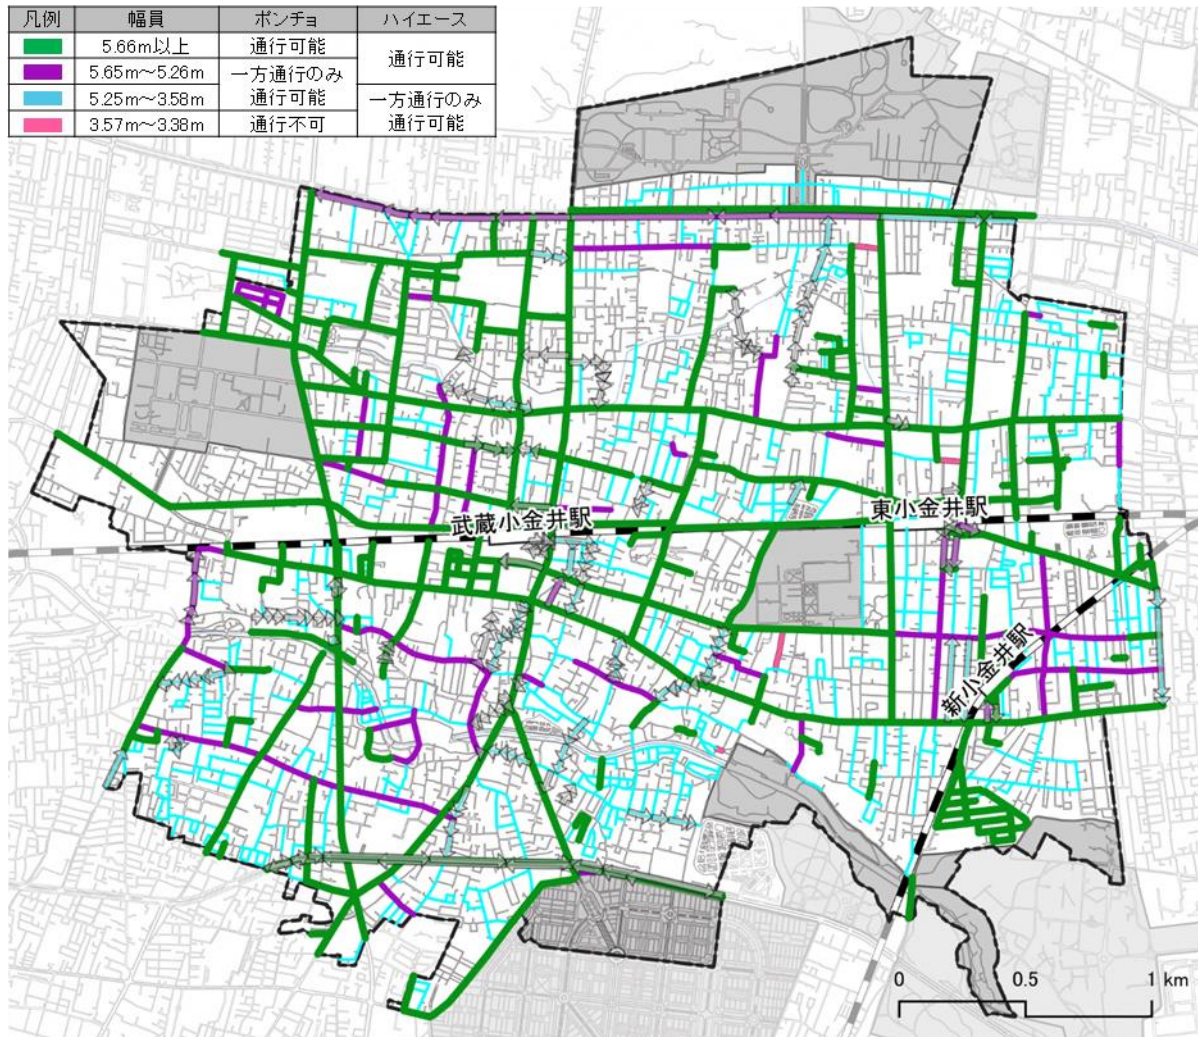 凡例 幅員 ポンチョ ハイエース
5.66m以上 通行可能 通行可能
5.65m～5.26m 一方通行のみ
5.25m～3.58m 通行可能 一方通行のみ
3.57m～3.38m 通行不可 通行可能
武蔵小金井駅
東小金井駅
新小金井駅
0 0.5 1 km